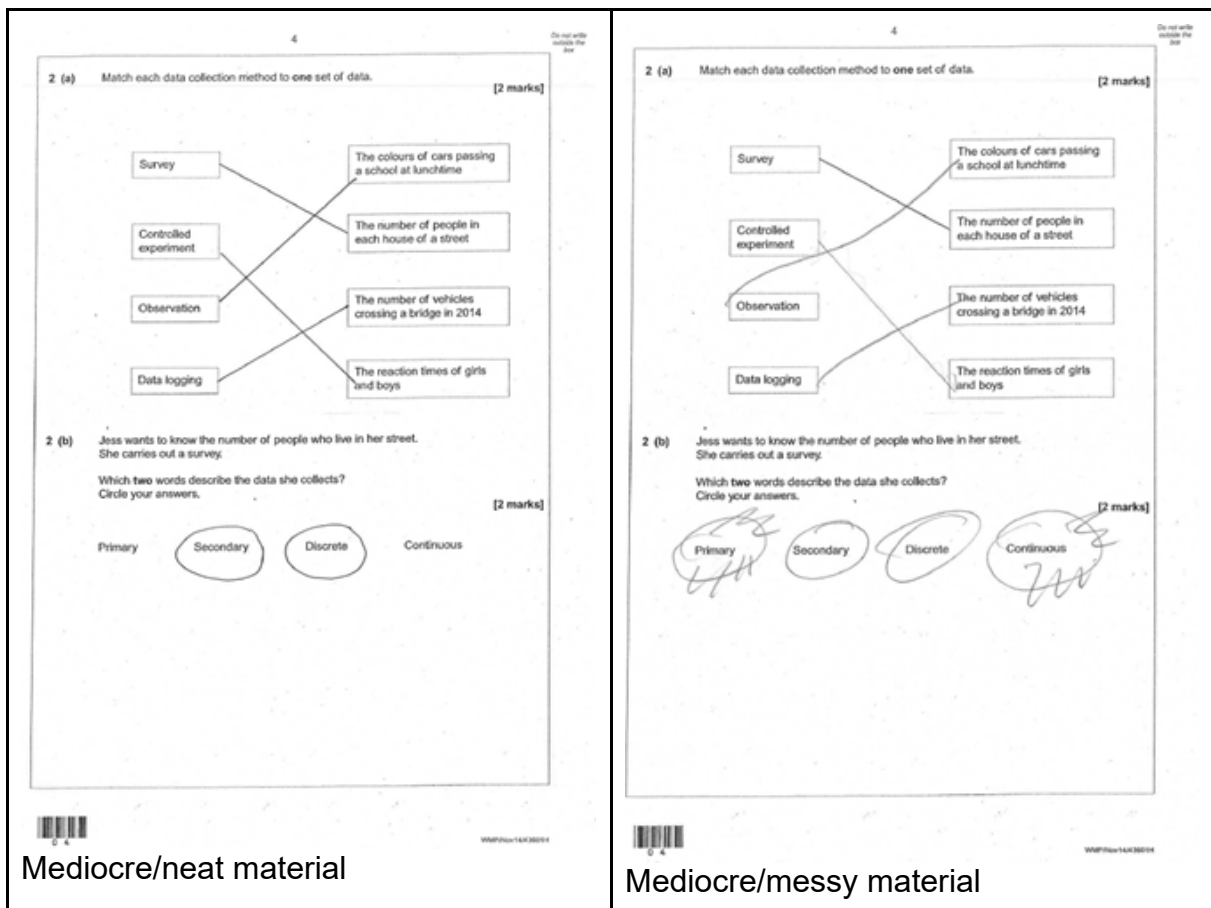 4
Do not write
outside the
box
2 (a) Match each data collection method to one set of data.
[2 marks]
Survey
The colours of cars passing
a school at lunchtime
The number of people in
each house of a street
Controlled
experiment
Observation
The number of vehicles
crossing a bridge in 2014
Data logging
The reaction times of girls
and boys
2 (b) Jess wants to know the number of people who live in her street.
She carries out a survey.
Which two words describe the data she collects?
Circle your answers.
[2 marks]
Primary Secondary Discrete Continuous
0 4
Mediocre/neat material
4
Do not write
outside the
box
2 (a) Match each data collection method to one set of data.
[2 marks]
Survey
The colours of cars passing
a school at lunchtime
The number of people in
each house of a street
Controlled
experiment
Observation
The number of vehicles
crossing a bridge in 2014
Data logging
The reaction times of girls
and boys
2 (b) Jess wants to know the number of people who live in her street.
She carries out a survey.
Which two words describe the data she collects?
Circle your answers.
[2 marks]
Primary Secondary Discrete Continuous
0 4
Mediocre/messy material